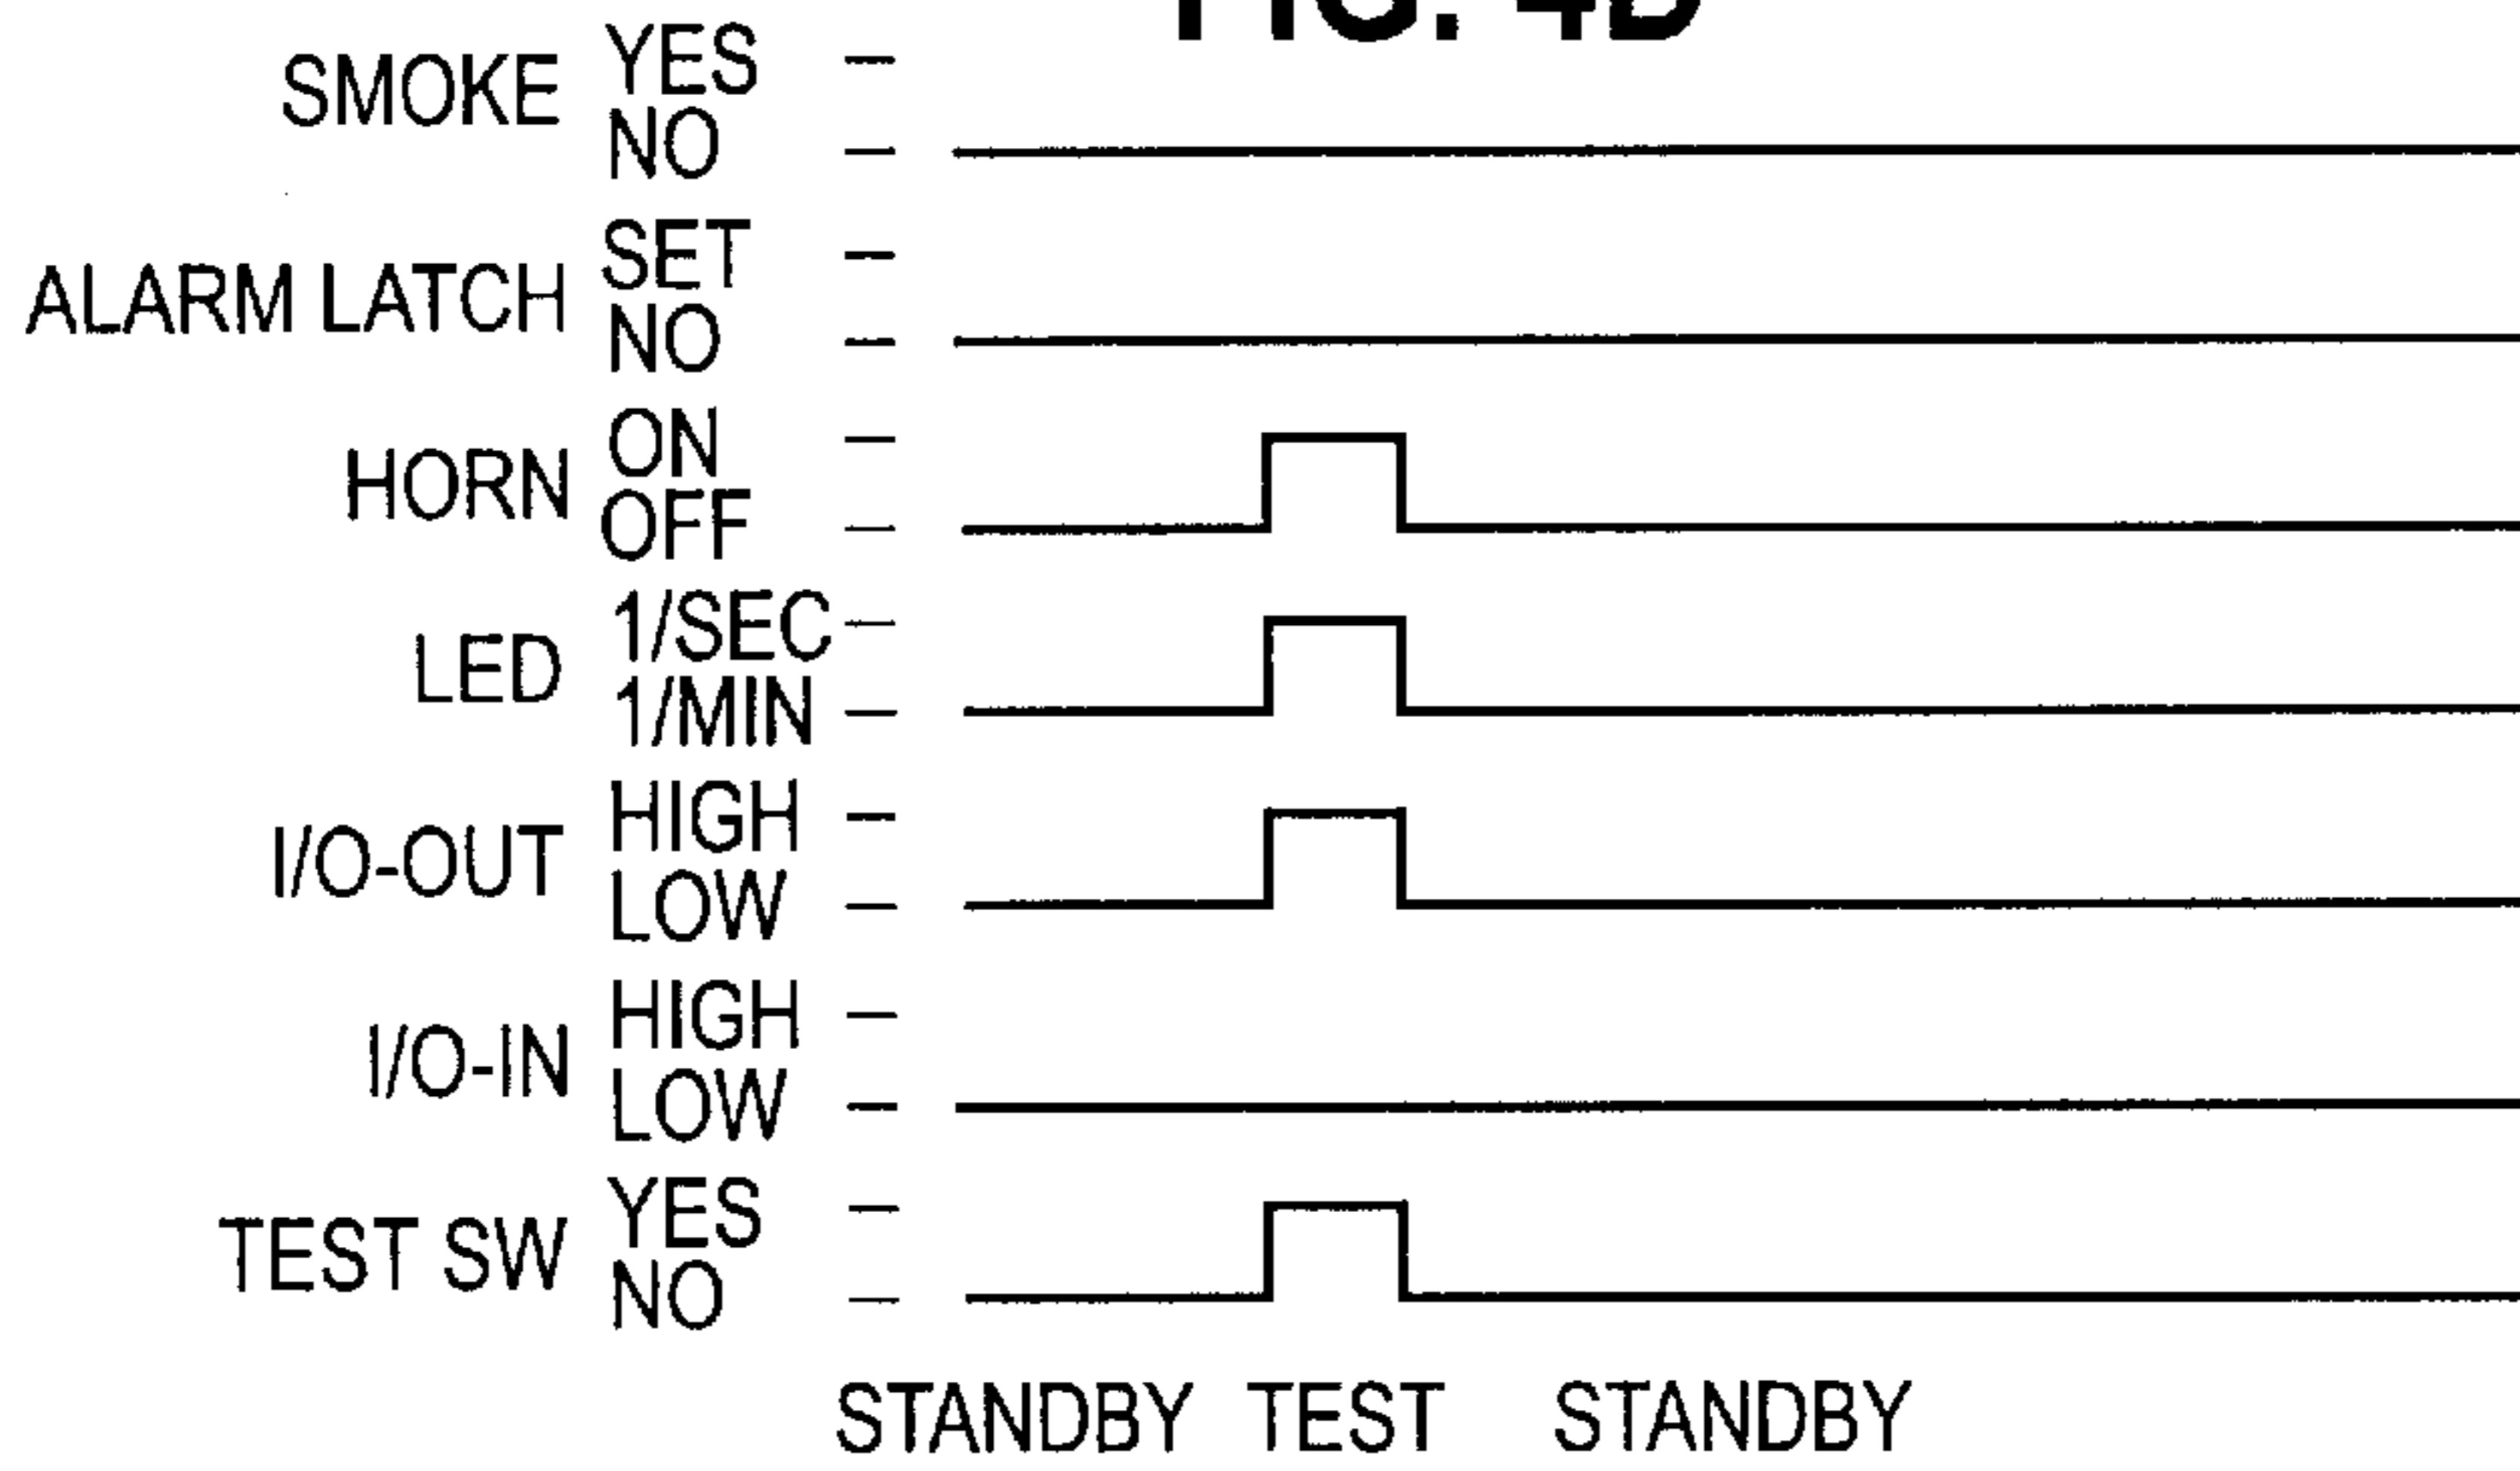 SMOKE YES
NO
ALARM LATCH SET
NO
HORN ON
OFF
LED 1/SEC
1/MIN
I/O-OUT HIGH
LOW
I/O-IN HIGH
LOW
TEST SW YES
NO
STANDBY TEST STANDBY